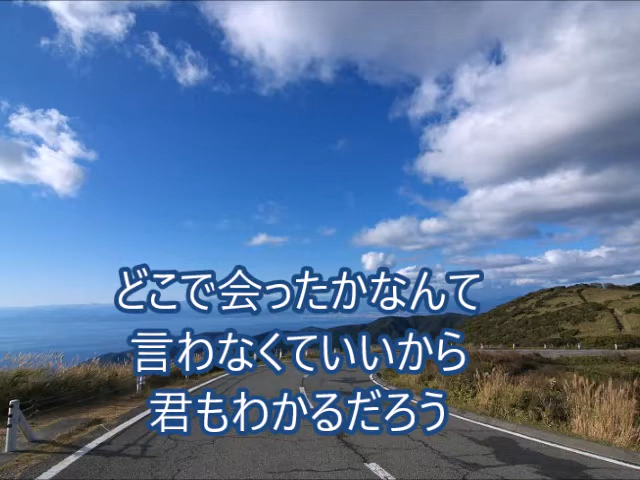 どこで会ったかなんて
言わなくていいから
君もわかるだろう